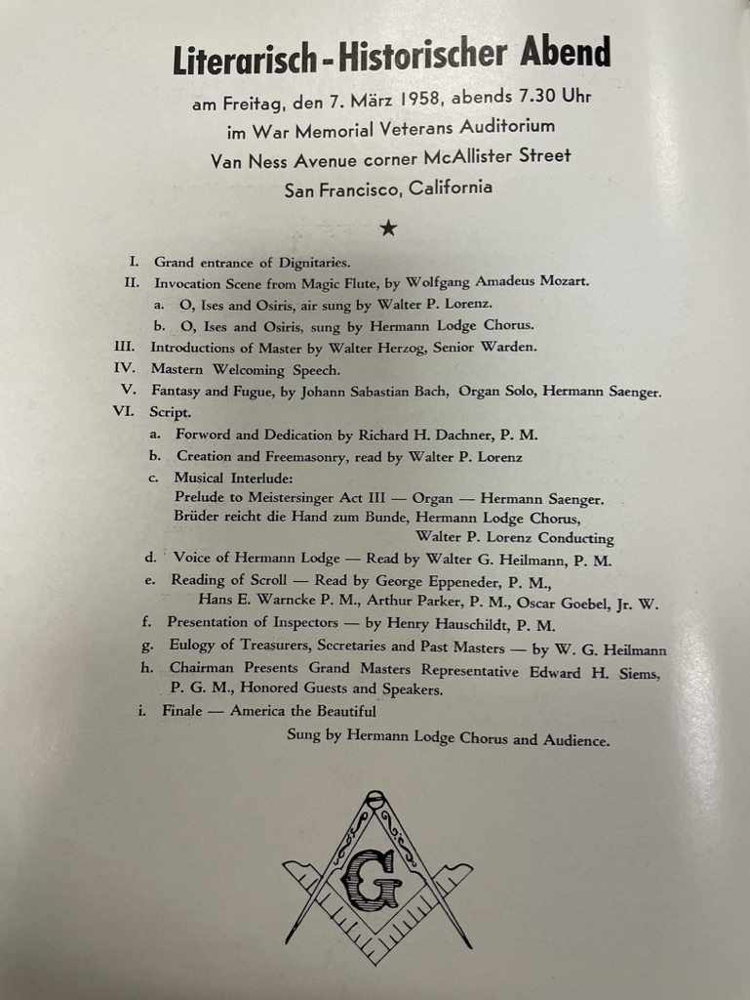 Literarisch-Historischer Abend
am Freitag, den 7. März 1958, abends 7.30 Uhr
im War Memorial Veterans Auditorium
Van Ness Avenue corner McAllister Street
San Francisco, California
★
I. Grand entrance of Dignitaries.
II. Invocation Scene from Magic Flute, by Wolfgang Amadeus Mozart.
a. O, Ises and Osiris, air sung by Walter P. Lorenz.
b. O, Ises and Osiris, sung by Hermann Lodge Chorus.
III. Introductions of Master by Walter Herzog, Senior Warden.
IV. Mastern Welcoming Speech.
V. Fantasy and Fugue, by Johann Sabastian Bach, Organ Solo, Hermann Saenger.
VI. Script.
a. Forword and Dedication by Richard H. Dachner, P. M.
b. Creation and Freemasonry, read by Walter P. Lorenz
c. Musical Interlude:
Prelude to Meistersinger Act III — Organ — Hermann Saenger.
Brüder reicht die Hand zum Bunde, Hermann Lodge Chorus,
Walter P. Lorenz Conducting
d. Voice of Hermann Lodge — Read by Walter G. Heilmann, P. M.
e. Reading of Scroll — Read by George Eppeneder, P. M.,
Hans E. Warncke P. M., Arthur Parker, P. M., Oscar Goebel, Jr. W.
f. Presentation of Inspectors — by Henry Hauschildt, P. M.
g. Eulogy of Treasurers, Secretaries and Past Masters — by W. G. Heilmann
h. Chairman Presents Grand Masters Representative Edward H. Siems,
P. G. M., Honored Guests and Speakers.
i. Finale — America the Beautiful
Sung by Hermann Lodge Chorus and Audience.
G